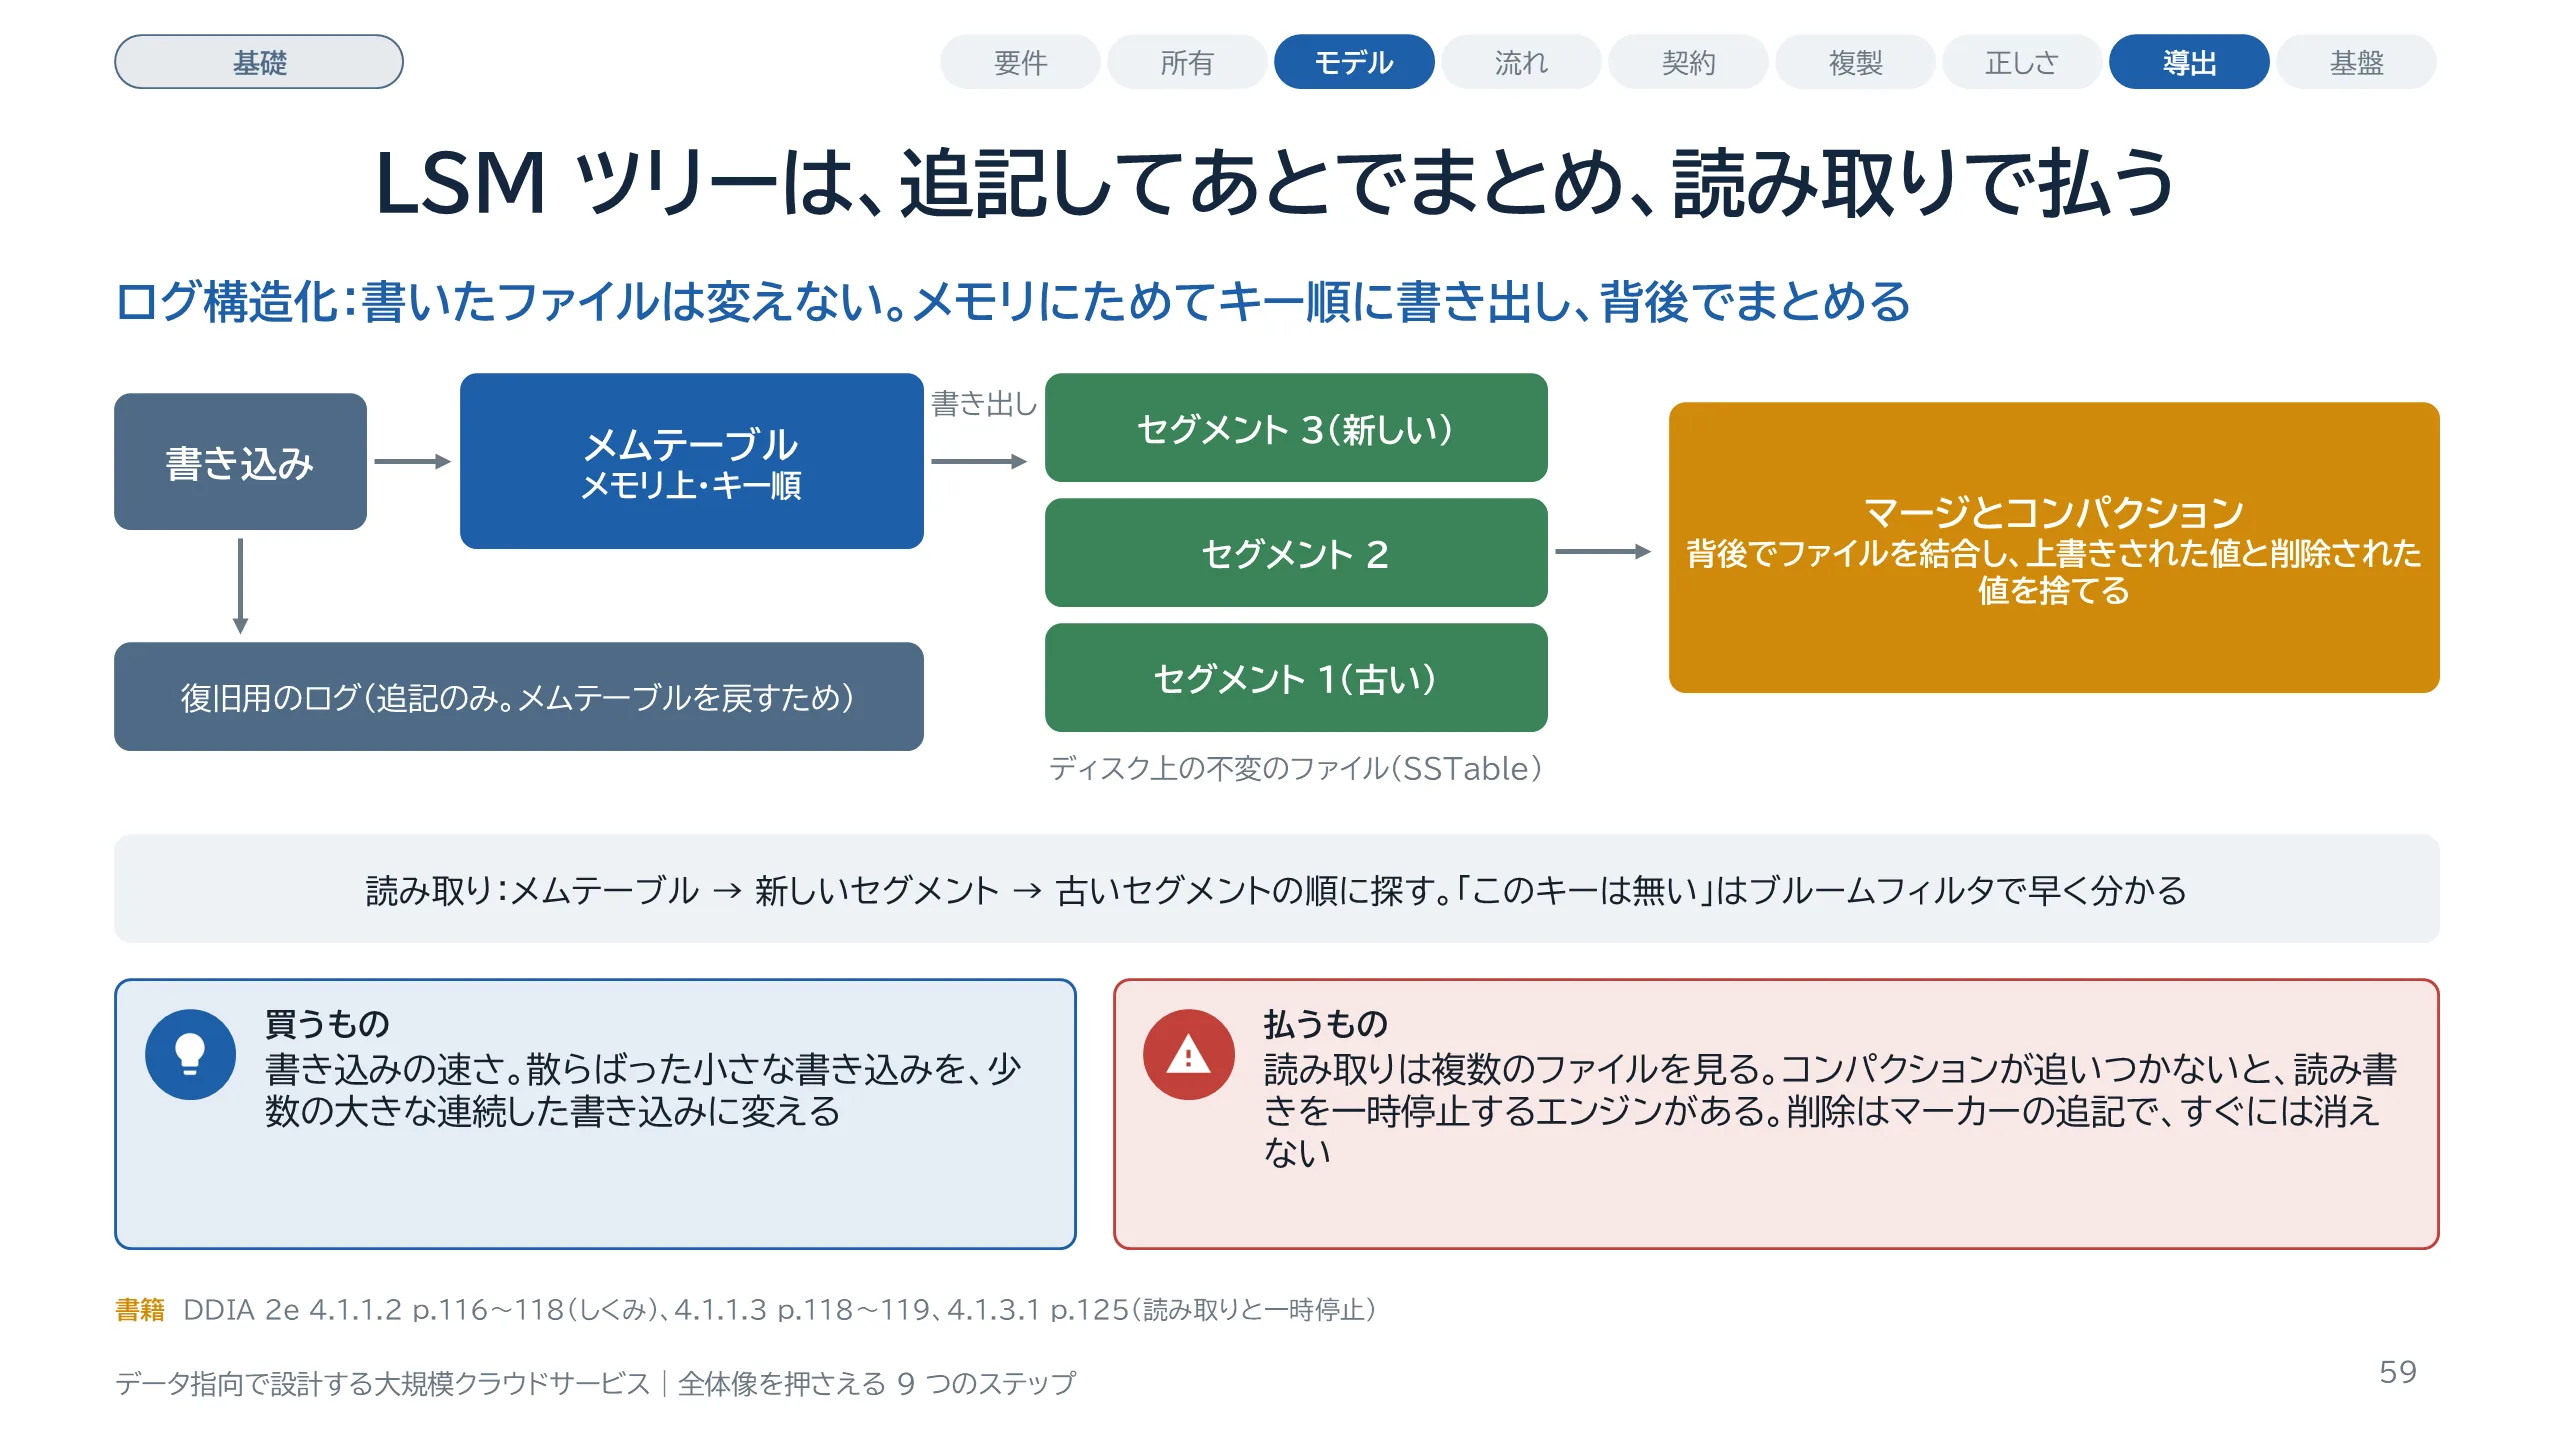 基礎
要件 所有 モデル 流れ 契約 複製 正しさ 導出 基盤
LSM ツリーは、追記してあとでまとめ、読み取りで払う
ログ構造化：書いたファイルは変えない。メモリにためてキー順に書き出し、背後でまとめる
書き込み
メムテーブル
メモリ上・キー順
書き出し
復旧用のログ（追記のみ。メムテーブルを戻すため）
セグメント 3（新しい）
セグメント 2
セグメント 1（古い）
ディスク上の不変のファイル（SSTable）
マージとコンパクション
背後でファイルを結合し、上書きされた値と削除された
値を捨てる
読み取り：メムテーブル → 新しいセグメント → 古いセグメントの順に探す。「このキーは無い」はブルームフィルタで早く分かる
買うもの
書き込みの速さ。散らばった小さな書き込みを、少
数の大きな連続した書き込みに変える
払うもの
読み取りは複数のファイルを見る。コンパクションが追いつかないと、読み書
きを一時停止するエンジンがある。削除はマーカーの追記で、すぐには消え
ない
書籍 DDIA 2e 4.1.1.2 p.116～118（しくみ）、4.1.1.3 p.118～119、4.1.3.1 p.125（読み取りと一時停止）
データ指向で設計する大規模クラウドサービス｜全体像を押さえる 9 つのステップ
59